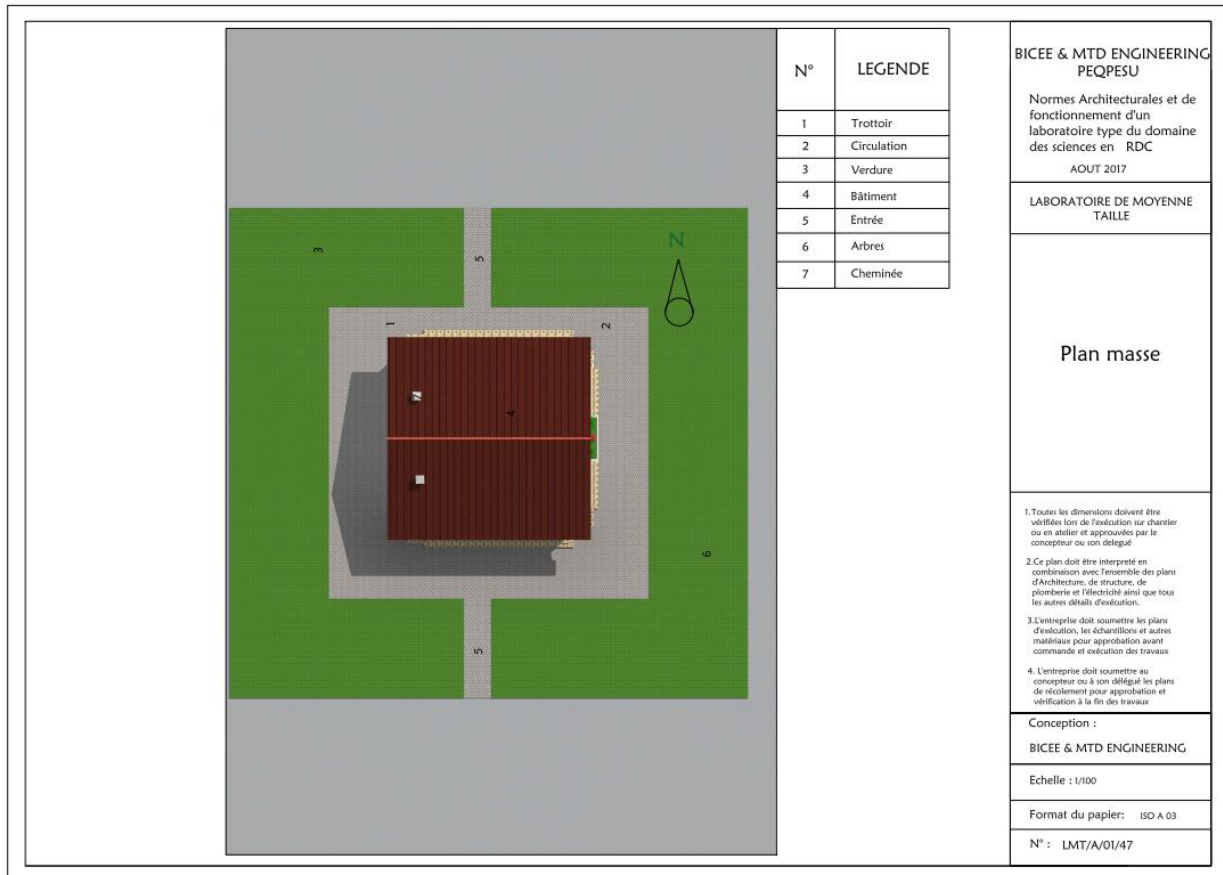 N° LEGENDE
1 Trottoir
2 Circulation
3 Verdure
4 Bâtiment
5 Entrée
6 Arbres
7 Cheminée
3
5
N
1
2
7
4
6
5
BICEE & MTD ENGINEERING
PEQPESU
Normes Architecturales et de
fonctionnement d'un
laboratoire type du domaine
des sciences en RDC
AOUT 2017
LABORATOIRE DE MOYENNE
TAILLE
Plan masse
1.Toutes les dimensions doivent être
vérifiées lors de l'exécution sur chantier
ou en atelier et approuvées par le
concepteur ou son delegué
2.Ce plan doit être interpreté en
combinaison avec l'ensemble des plans
d'Architecture, de structure, de
plomberie et l'électricité ainsi que tous
les autres détails d'exécution.
3.L'entreprise doit soumettre les plans
d'exécution, les échantillons et autres
matériaux pour approbation avant
commande et exécution des travaux
4. L'entreprise doit soumettre au
concepteur ou à son délégué les plans
de récolement pour approbation et
vérification à la fin des travaux
Conception :
BICEE & MTD ENGINEERING
Echelle : 1/100
Format du papier: ISO A 03
N° : LMT/A/01/47